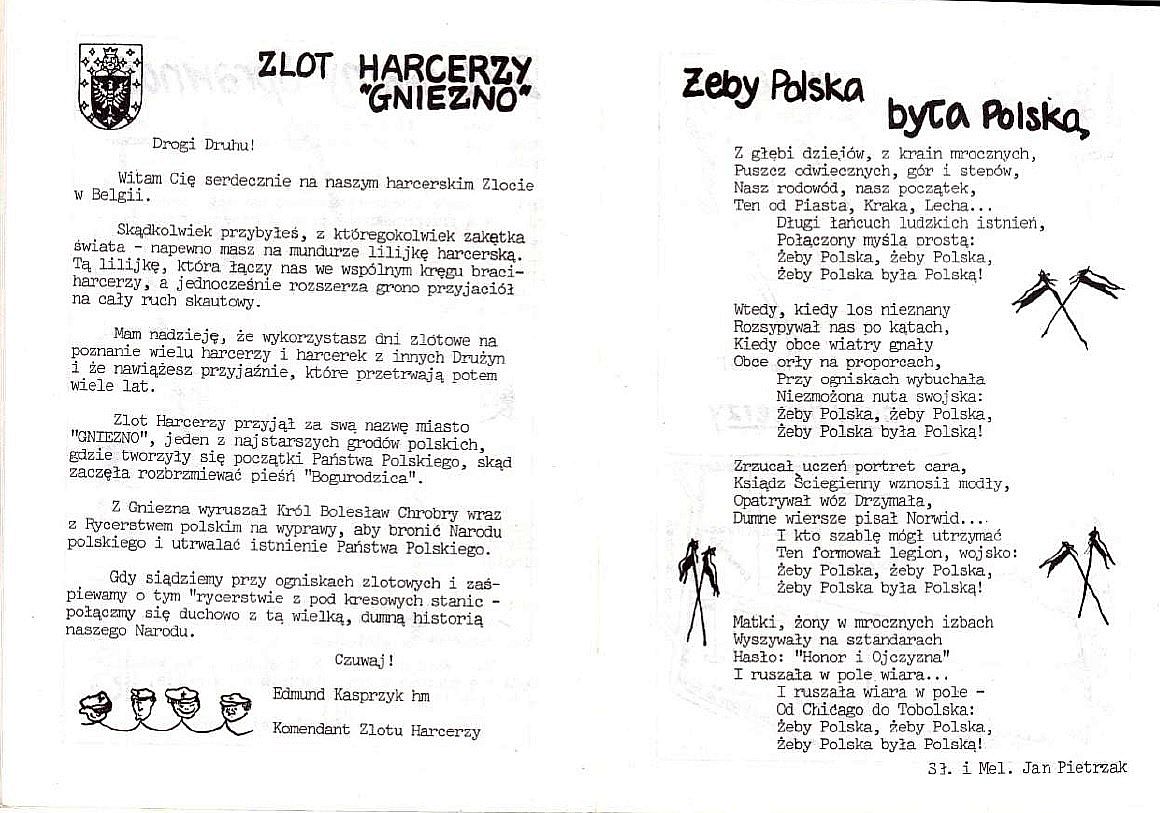 ZLOT HARCERZY
"GNIEZNO"
Drogi Druhu!
Witam Cię serdecznie na naszym harcerskim Zlocie
w Belgii.
Skądkolwiek przybyłeś, z któregokolwiek zakętka
świata - napewno masz na mundurze lilijkę harcerską.
Tą lilijkę, która łączy nas we wspólnym kręgu braci-
harcerzy, a jednocześnie rozszerza grono przyjaciół
na cały ruch skautowy.
Mam nadzieję, że wykorzystasz dni zlotowe na
poznanie wielu harcerzy i harcerek z innych Drużyn
i że nawiążesz przyjaźnie, które przetrwają potem
wiele lat.
Zlot Harcerzy przyjął za swą nazwę miasto
"GNIEZNO", jeden z najstarszych grodów polskich,
gdzie tworzyły się początki Państwa Polskiego, skąd
zaczęła rozbrzmiewać pieśń "Bogurodzica".
Z Gniezna wyruszał Król Bolesław Chrobry wraz
z Rycerstwem polskim na wyprawy, aby bronić Narodu
polskiego i utrwalać istnienie Państwa Polskiego.
Gdy siądziemy przy ogniskach zlotowych i zaś-
piewamy o tym "rycerstwie z pod kresowych stanic -
połączmy się duchowo z tą wielką, dumną historią
naszego Narodu.
Czuwaj!
Edmund Kasprzyk hm
Komendant Zlotu Harcerzy
Żeby Polska
była Polską
Z głębi dziejów, z krain mrocznych,
Puszcz odwiecznych, gór i stepów,
Nasz rodowód, nasz początek,
Ten od Piasta, Kraka, Lecha...
Długi łańcuch ludzkich istnień,
Połączony myśla prostą:
Żeby Polska, żeby Polska,
Żeby Polska była Polską!
Wtedy, kiedy los nieznany
Rozsypywał nas po kątach,
Kiedy obce wiatry gnały
Obce orły na proporcach,
Przy ogniskach wybuchała
Niezmożona nuta swojska:
Żeby Polska, żeby Polska,
Żeby Polska była Polską!
Zrzucał uczeń portret cara,
Ksiądz Ściegienny wznosił modły,
Opatrywał wóz Drzymała,
Dumne wiersze pisał Norwid...
I kto szablę mógł utrzymać
Ten formował legion, wojsko:
Żeby Polska, żeby Polska,
Żeby Polska była Polską!
Matki, żony w mrocznych izbach
Wyszywały na sztandarach
Hasło: "Honor i Ojczyzna"
I ruszała w pole wiara...
I ruszała wiara w pole -
Od Chicago do Tobolska:
Żeby Polska, żeby Polska,
Żeby Polska była Polską!
Sł. i Mel. Jan Pietrzak